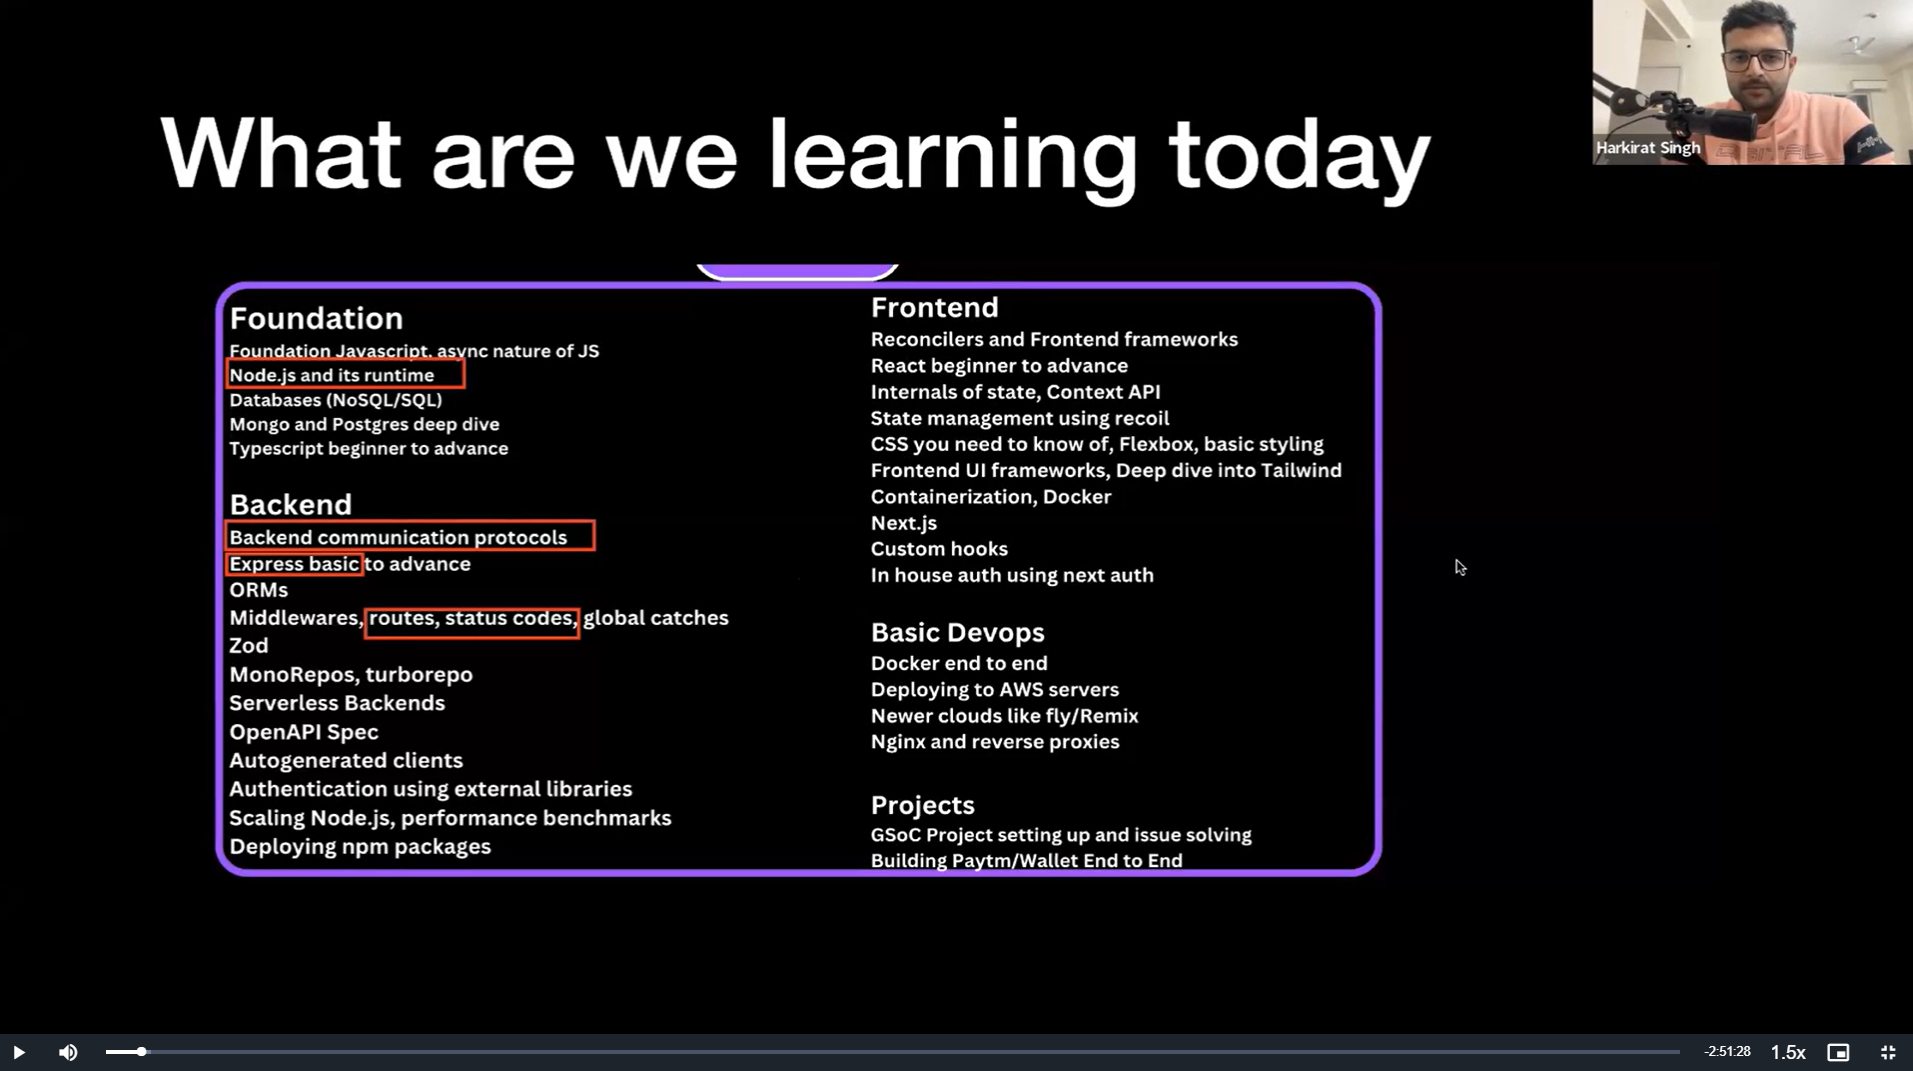 What are we learning today
Harkirat Singh
Foundation
Foundation Javascript, async nature of JS
Node.js and its runtime
Databases (NoSQL/SQL)
Mongo and Postgres deep dive
Typescript beginner to advance
Backend
Backend communication protocols
Express basic to advance
ORMs
Middlewares, routes, status codes, global catches
Zod
MonoRepos, turborepo
Serverless Backends
OpenAPI Spec
Autogenerated clients
Authentication using external libraries
Scaling Node.js, performance benchmarks
Deploying npm packages
Frontend
Reconcilers and Frontend frameworks
React beginner to advance
Internals of state, Context API
State management using recoil
CSS you need to know of, Flexbox, basic styling
Frontend UI frameworks, Deep dive into Tailwind
Containerization, Docker
Next.js
Custom hooks
In house auth using next auth
Basic Devops
Docker end to end
Deploying to AWS servers
Newer clouds like fly/Remix
Nginx and reverse proxies
Projects
GSoC Project setting up and issue solving
Building Paytm/Wallet End to End
-2:51:28
1.5x